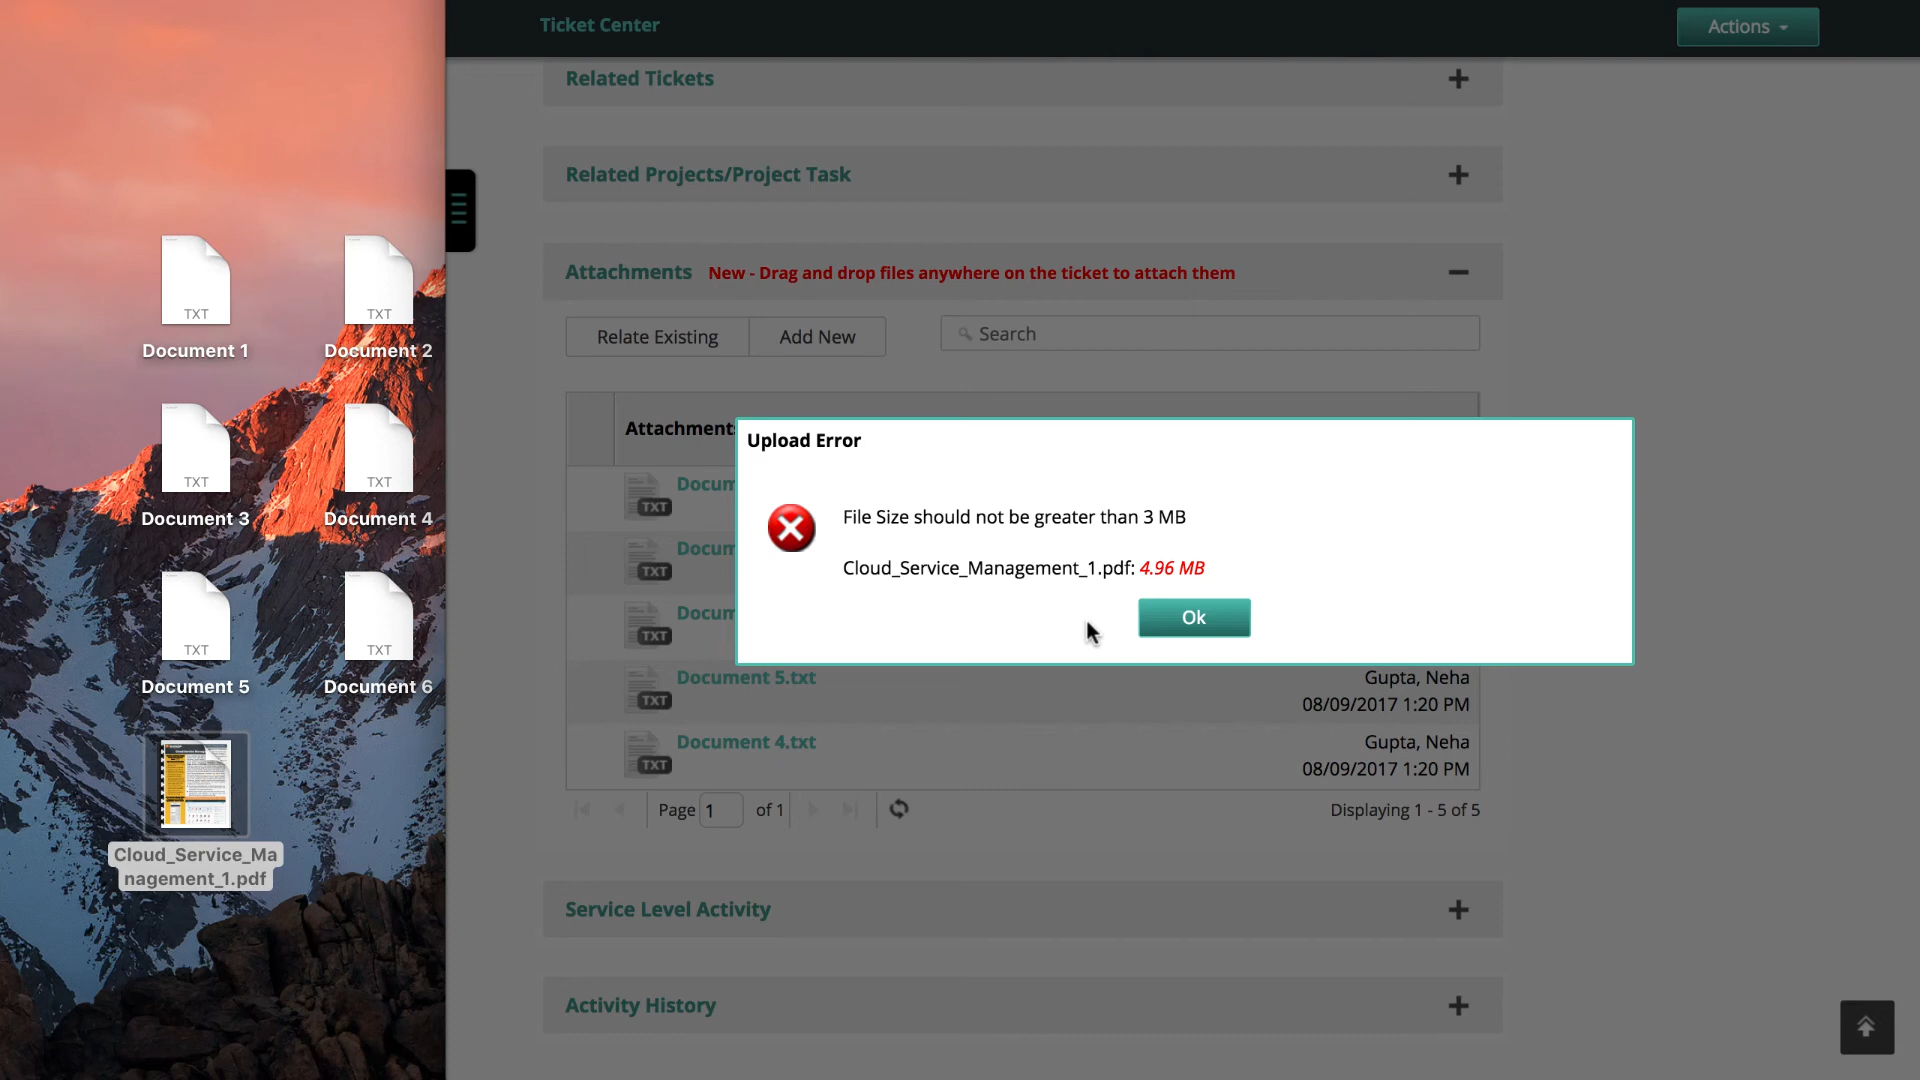 Ticket Center
Actions
Related Tickets
Related Projects/Project Task
Attachments New - Drag and drop files anywhere on the ticket to attach them
Relate Existing
Add New
Search
Attachment
Upload Error
File Size should not be greater than 3 MB
Cloud_Service_Management_1.pdf: 4.96 MB
Ok
Docum
TXT
Docum
TXT
Docum
TXT
Document 5.txt
TXT
Gupta, Neha
08/09/2017 1:20 PM
Document 4.txt
TXT
Gupta, Neha
08/09/2017 1:20 PM
Page 1 of 1
Displaying 1 - 5 of 5
Service Level Activity
Activity History
TXT
Document 1
TXT
Document 2
TXT
Document 3
TXT
Document 4
TXT
Document 5
TXT
Document 6
Cloud_Service_Ma
nagement_1.pdf